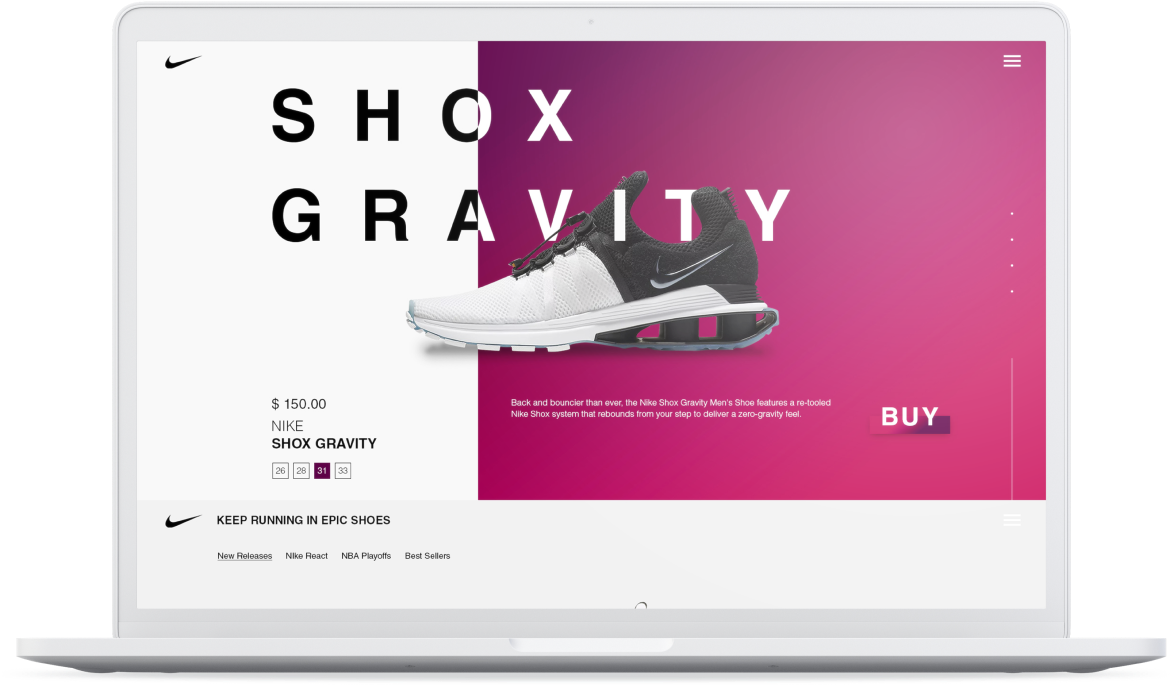 SHOX
GRAVITY
$ 150.00
NIKE
SHOX GRAVITY
26 28 31 33
Back and bouncier than ever, the Nike Shox Gravity Men's Shoe features a re-tooled
Nike Shox system that rebounds from your step to deliver a zero-gravity feel.
BUY
KEEP RUNNING IN EPIC SHOES
New Releases NIke React NBA Playoffs Best Sellers